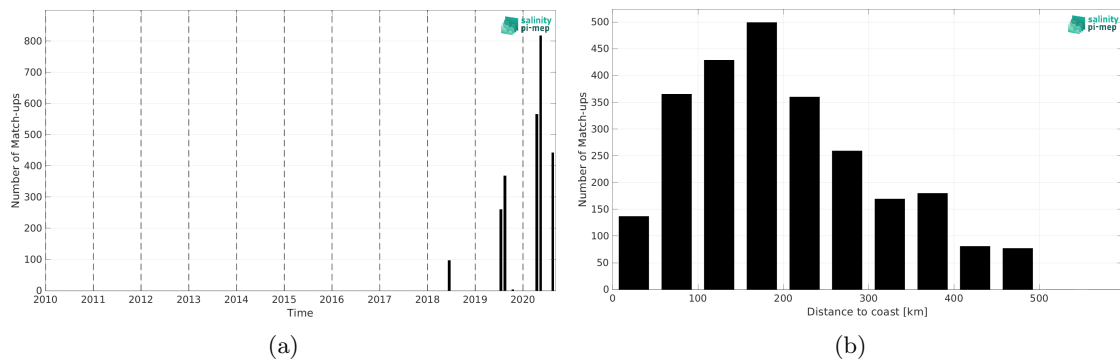 salinity
pi-mep
800
700
600
500
400
300
200
100
0
Number of Match-ups
2010 2011 2012 2013 2014 2015 2016 2017 2018 2019 2020
Time
(a)
salinity
pi-mep
500
450
400
350
300
250
200
150
100
50
0
Number of Match-ups
0 100 200 300 400 500
Distance to coast [km]
(b)